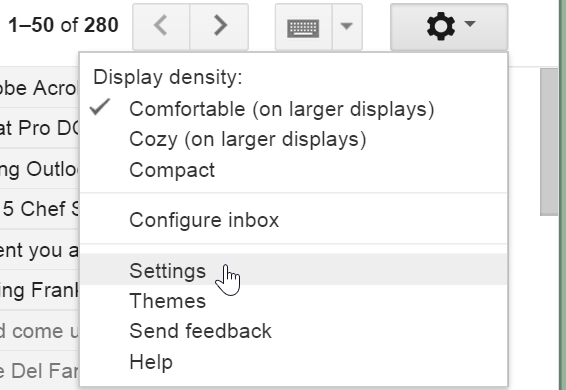 1–50 of 280
Display density:
Comfortable (on larger displays)
Cozy (on larger displays)
Compact
Configure inbox
Settings
Themes
Send feedback
Help
obe Acro
at Pro DC
ng Outlo
5 Chef S
ent you a
ing Frank
d come u
e Del Far